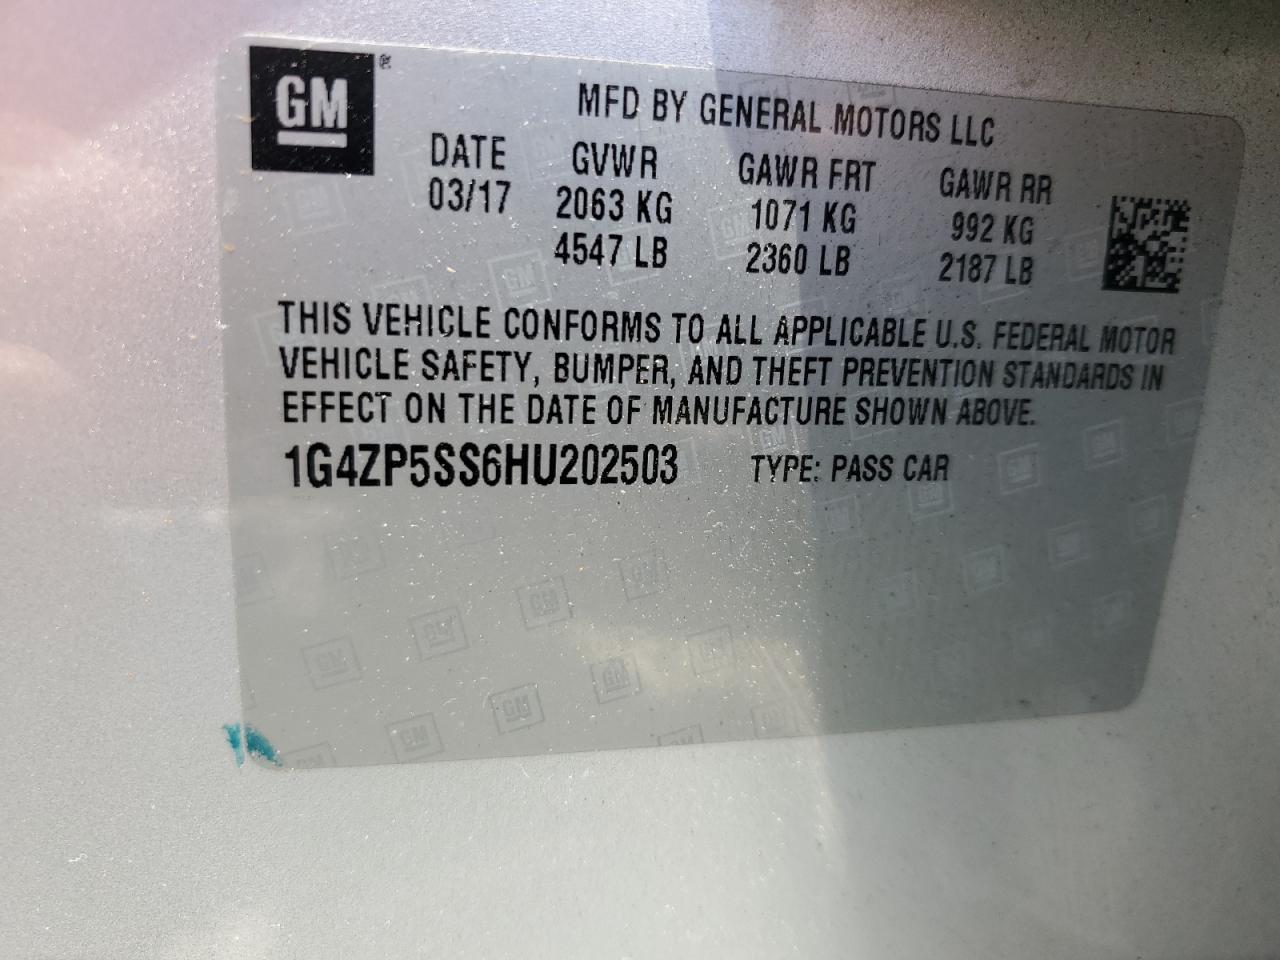 GM®
MFD BY GENERAL MOTORS LLC
DATE GVWR GAWR FRT GAWR RR
03/17 2063 KG 1071 KG 992 KG
4547 LB 2360 LB 2187 LB
THIS VEHICLE CONFORMS TO ALL APPLICABLE U.S. FEDERAL MOTOR
VEHICLE SAFETY, BUMPER, AND THEFT PREVENTION STANDARDS IN
EFFECT ON THE DATE OF MANUFACTURE SHOWN ABOVE.
1G4ZP5SS6HU202503 TYPE: PASS CAR